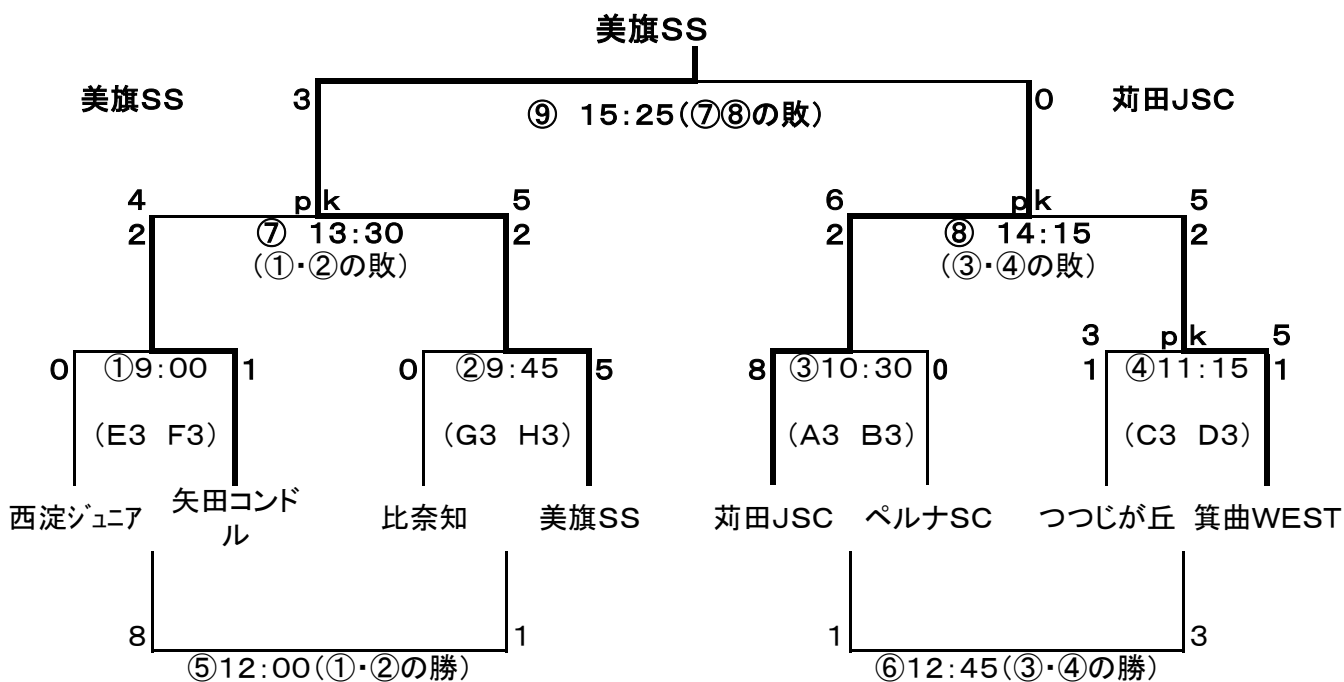 美旗SS
美旗SS 3 0 苅田JSC
⑨ 15:25(⑦⑧の敗)
4 pk 5 6 pk 5
2 ⑦ 13:30 2 2 ⑧ 14:15 2
(①・②の敗) (③・④の敗)
3 pk 5
0 ①9:00 1 0 ②9:45 5 8 ③10:30 0 1 ④11:15 1
(E3 F3) (G3 H3) (A3 B3) (C3 D3)
西淀ジュニア 矢田コンド
ル 比奈知 美旗SS 苅田JSC ペルナSC つつじが丘 箕曲WEST
8 1 1 3
⑤12:00(①・②の勝) ⑥12:45(③・④の勝)